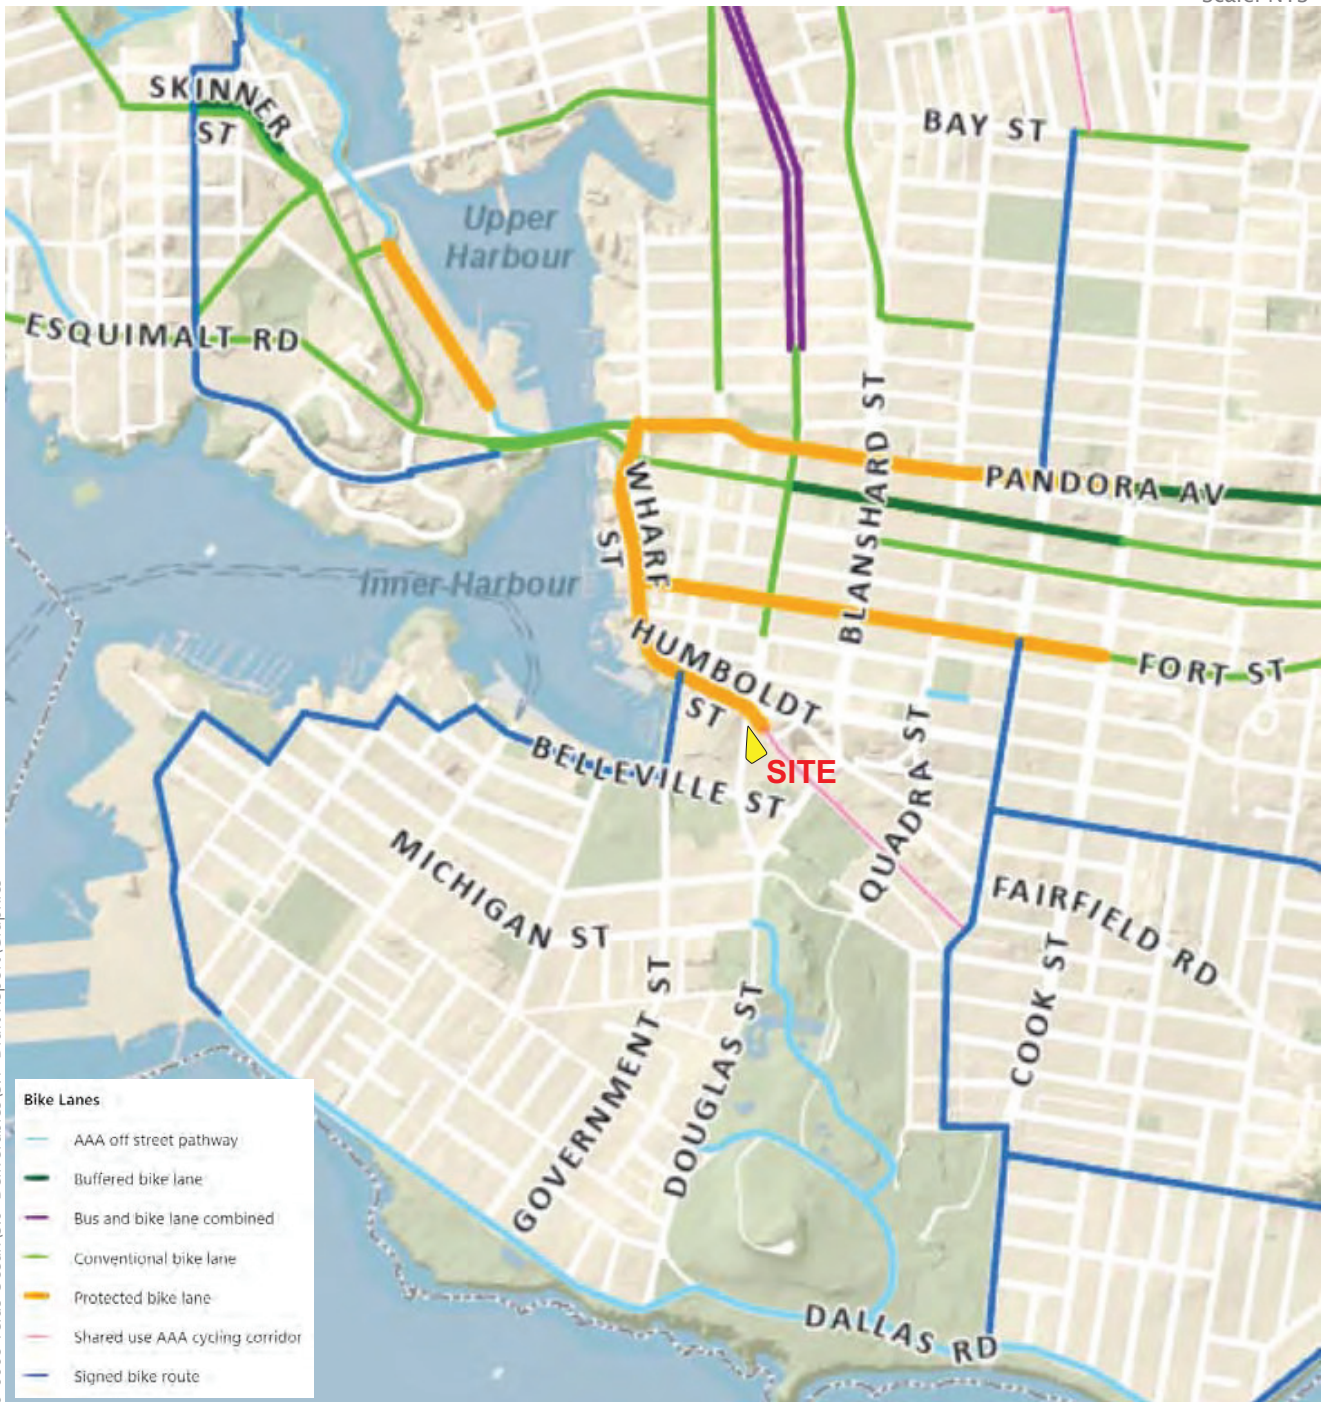 SKINNER
ST
BAY ST
Upper
Harbour
ESQUIMALT RD
BLANSHARD ST
PANDORA AV
WHARF
ST
Inner Harbour
HUMBOLDT
ST
FORT ST
QUADRA ST
BELLEVILLE ST
SITE
MICHIGAN ST
FAIRFIELD RD
COOK ST
GOVERNMENT ST
DOUGLAS ST
DALLAS RD
Bike Lanes
AAA off street pathway
Buffered bike lane
Bus and bike lane combined
Conventional bike lane
Protected bike lane
Shared use AAA cycling corridor
Signed bike route